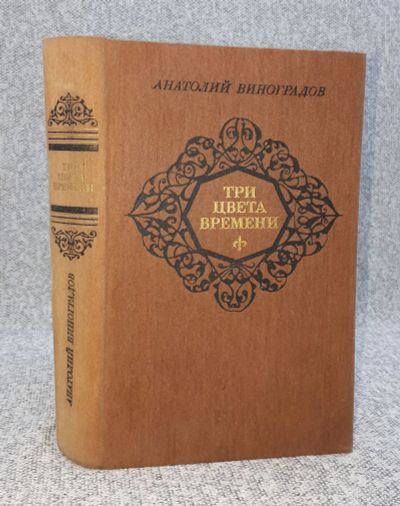 АНАТОЛИЙ ВИНОГРАДОВ
ТРИ
ЦВЕТА
ВРЕМЕНИ
ТРИ
ЦВЕТА
ВРЕМЕНИ
АНАТОЛИЙ ВИНОГРАДОВ